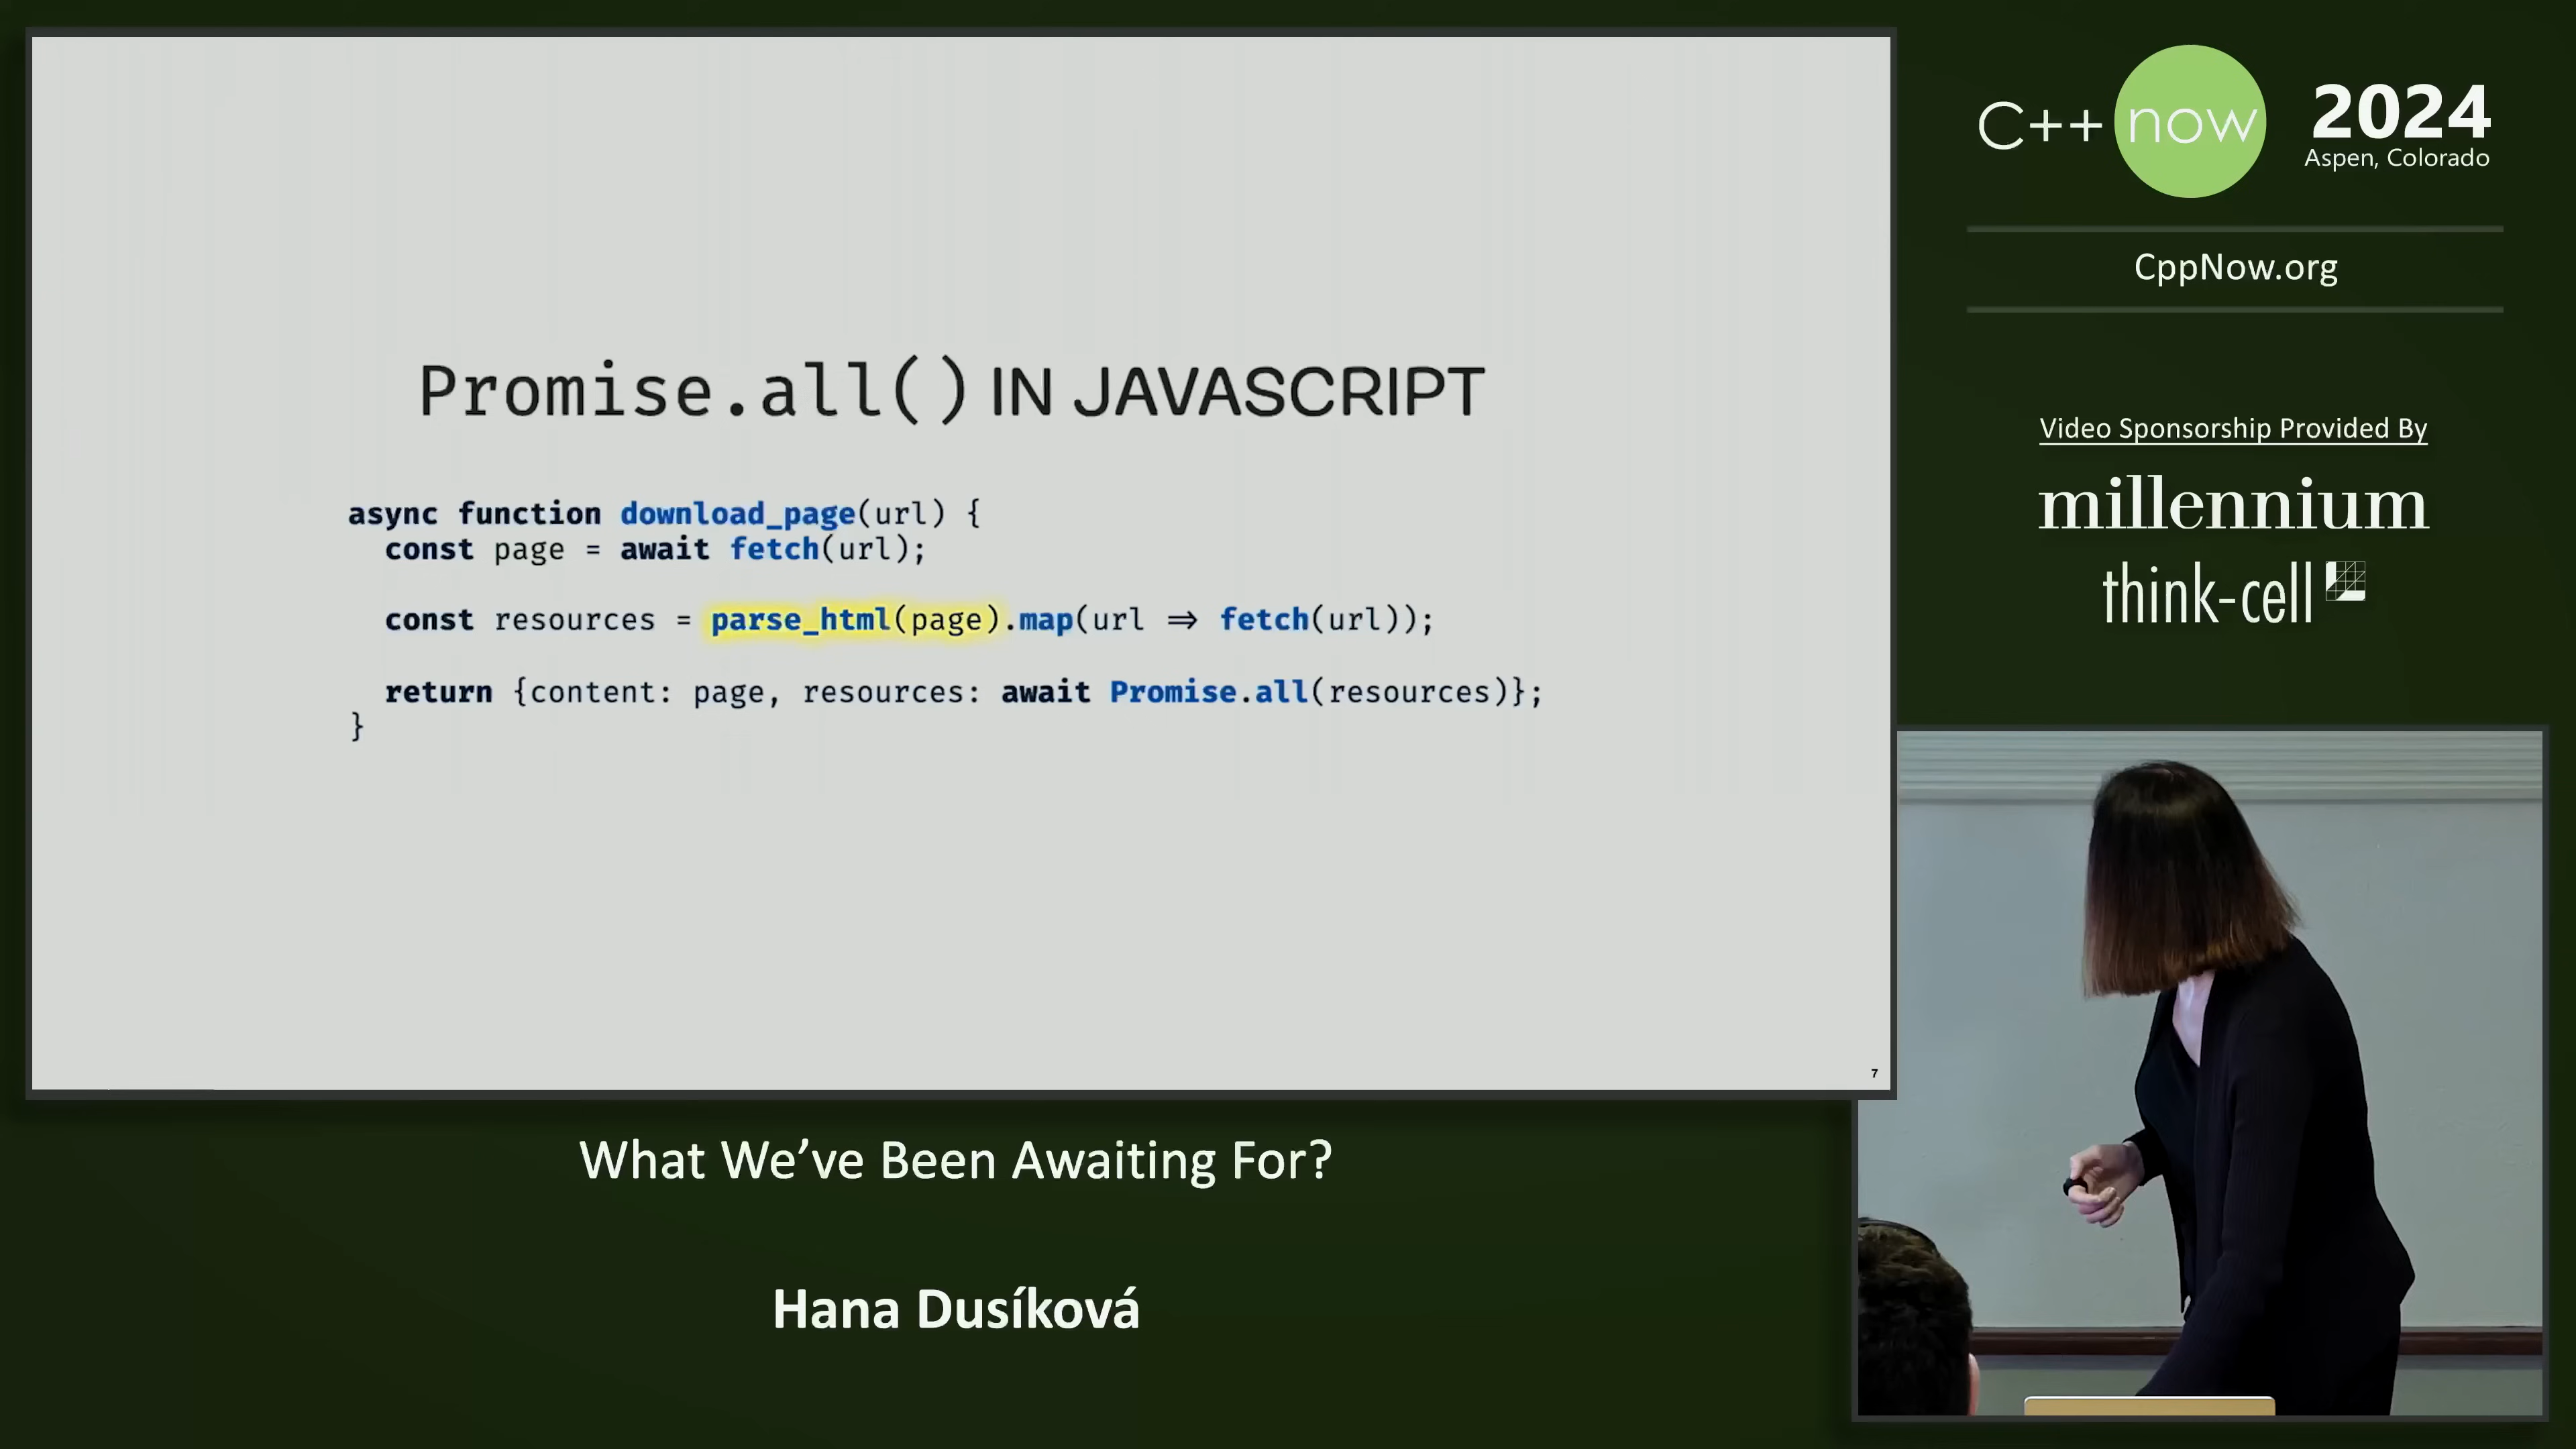 Promise.all() IN JAVASCRIPT
async function download_page(url) {
  const page = await fetch(url);
  const resources = parse_html(page).map(url ⇒ fetch(url));
  return {content: page, resources: await Promise.all(resources)};
}
7
C++ now 2024
Aspen, Colorado
CppNow.org
Video Sponsorship Provided By
millennium
think-cell
What We’ve Been Awaiting For?
Hana Dusíková